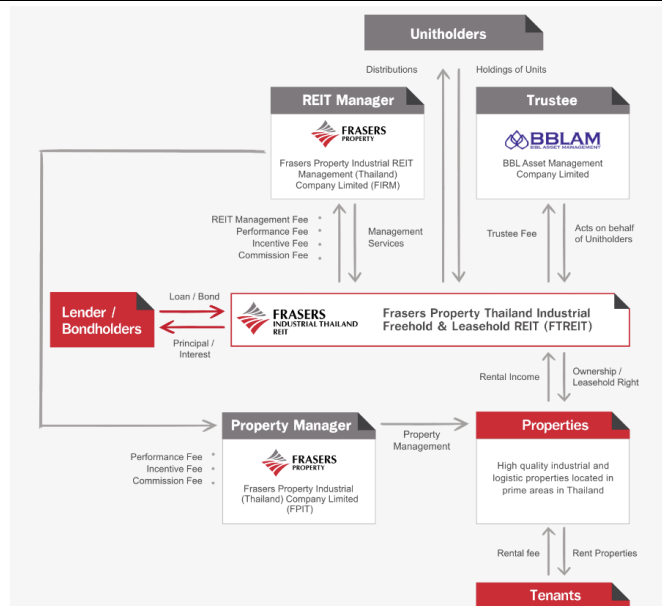 Unitholders
Distributions
Holdings of Units
REIT Manager
FRASERS
PROPERTY
Frasers Property Industrial REIT
Management (Thailand)
Company Limited (FIRM)
Trustee
BBLAM
BBL ASSET MANAGEMENT
BBL Asset Management
Company Limited
REIT Management Fee
Performance Fee
Incentive Fee
Commission Fee
Management
Services
Trustee Fee
Acts on behalf
of Unitholders
Lender /
Bondholders
Loan / Bond
Principal /
Interest
FRASERS
INDUSTRIAL THAILAND
REIT
Frasers Property Thailand Industrial
Freehold & Leasehold REIT (FTREIT)
Rental Income
Ownership /
Leasehold Right
Performance Fee
Incentive Fee
Commission Fee
Property Manager
FRASERS
PROPERTY
Frasers Property Industrial
(Thailand) Company Limited
(FPIT)
Property
Management
Properties
High quality industrial and
logistic properties located in
prime areas in Thailand
Rental fee
Rent Properties
Tenants